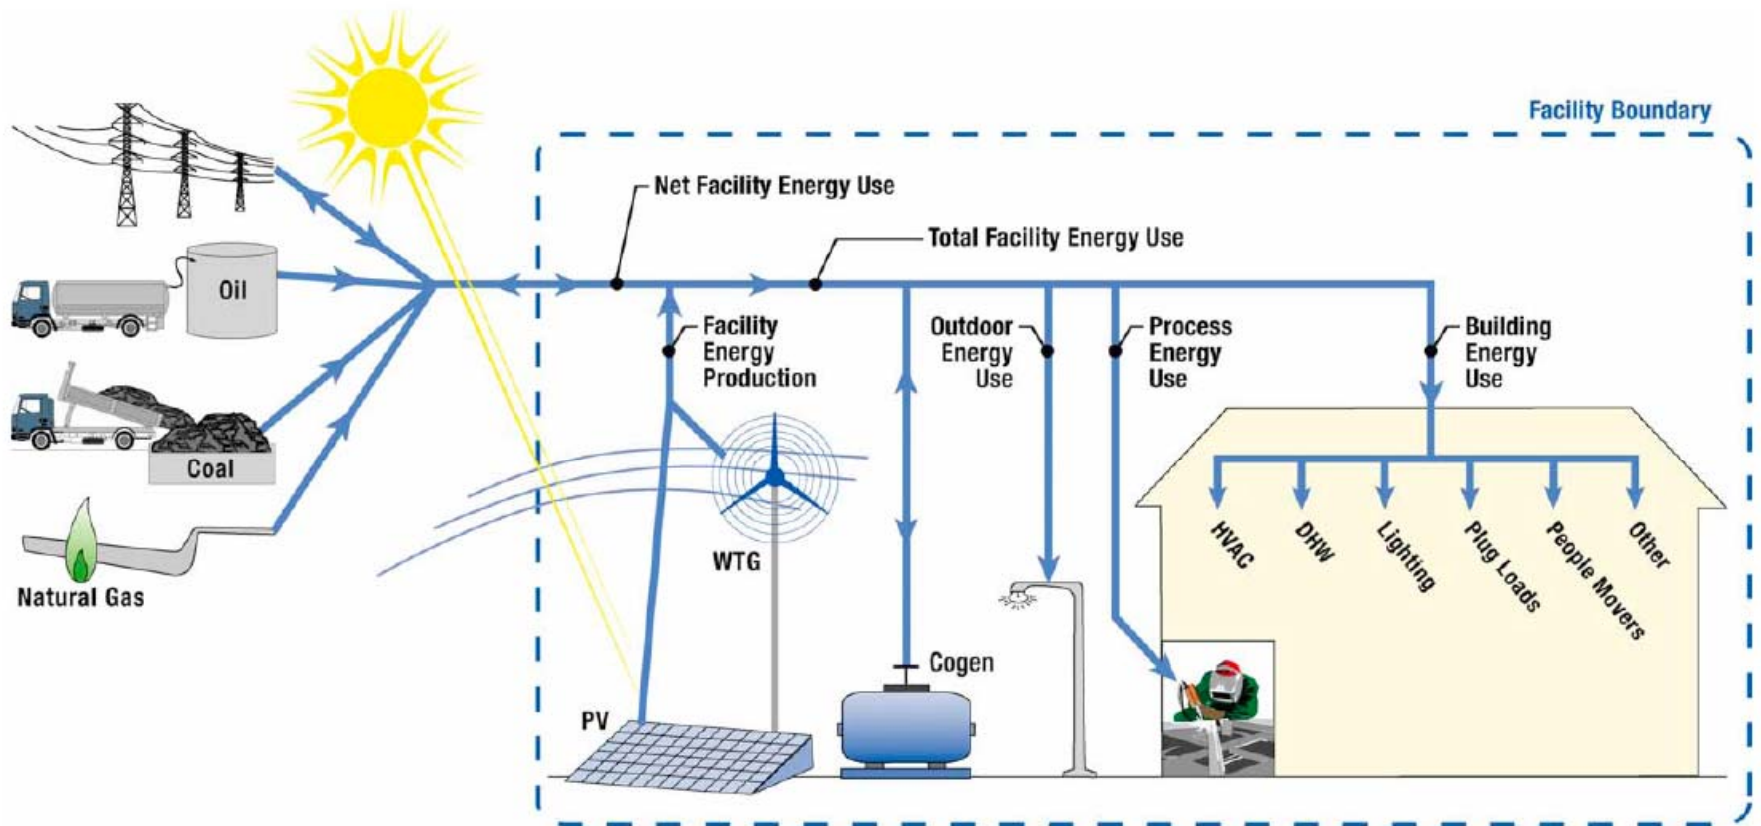 Facility Boundary
Net Facility Energy Use
Total Facility Energy Use
Oil
Coal
Natural Gas
Facility
Energy
Production
Outdoor
Energy
Use
Process
Energy
Use
Building
Energy
Use
WTG
PV
Cogen
HVAC
DHW
Lighting
Plug Loads
People Movers
Other